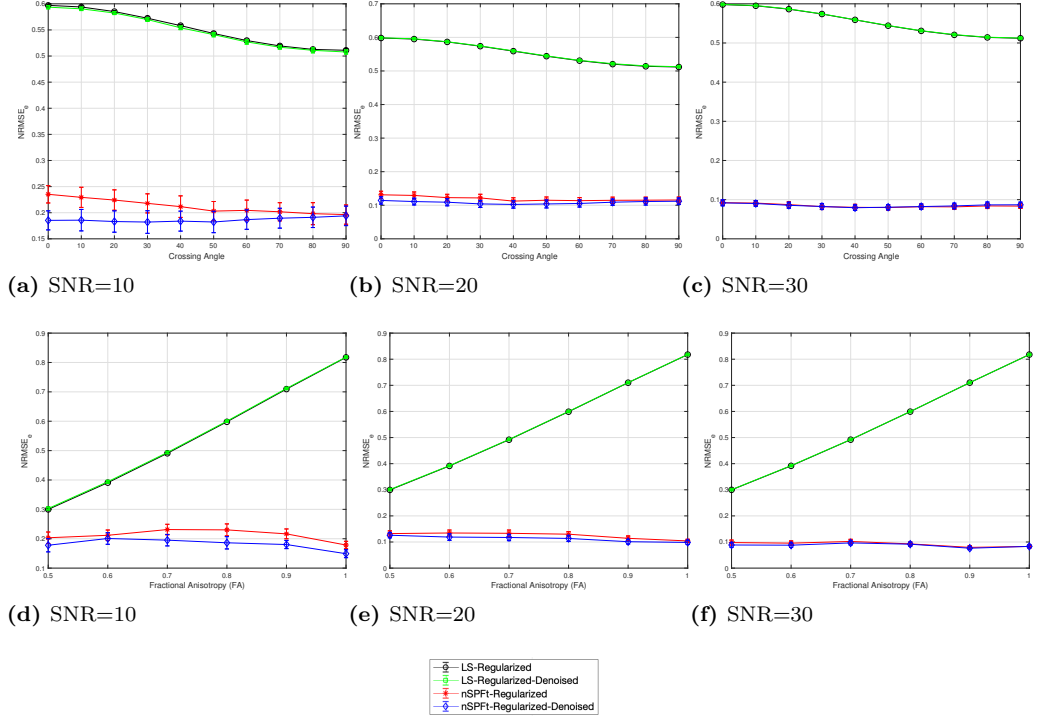 0.6
0.55
0.5
0.45
0.4
0.35
0.3
0.25
0.2
0.15
NRMSE_e
0 10 20 30 40 50 60 70 80 90
Crossing Angle
(a) SNR=10
0.7
0.6
0.5
0.4
0.3
0.2
0.1
0
NRMSE_e
0 10 20 30 40 50 60 70 80 90
Crossing Angle
(b) SNR=20
0.6
0.5
0.4
0.3
0.2
0.1
0
NRMSE_e
0 10 20 30 40 50 60 70 80 90
Crossing Angle
(c) SNR=30
0.9
0.8
0.7
0.6
0.5
0.4
0.3
0.2
0.1
NRMSE_e
0.5 0.6 0.7 0.8 0.9 1
Fractional Anisotropy (FA)
(d) SNR=10
0.9
0.8
0.7
0.6
0.5
0.4
0.3
0.2
0.1
0
NRMSE_e
0.5 0.6 0.7 0.8 0.9 1
Fractional Anisotropy (FA)
(e) SNR=20
0.9
0.8
0.7
0.6
0.5
0.4
0.3
0.2
0.1
0
NRMSE_e
0.5 0.6 0.7 0.8 0.9 1
Fractional Anisotropy (FA)
(f) SNR=30
LS-Regularized
LS-Regularized-Denoised
nSPFt-Regularized
nSPFt-Regularized-Denoised